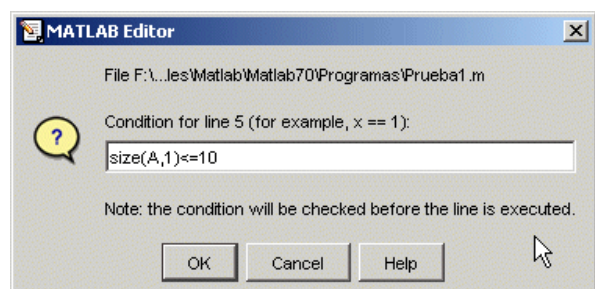 MATLAB Editor
File F:\...les\Matlab\Matlab70\Programas\Prueba1.m
Condition for line 5 (for example, x == 1):
size(A,1)<=10
Note: the condition will be checked before the line is executed.
OK Cancel Help